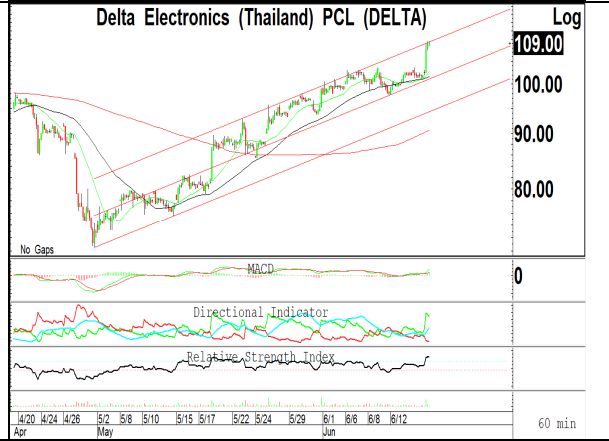 Delta Electronics (Thailand) PCL (DELTA)
Log
109.00
100.00
90.00
80.00
No Gaps
MACD
0
Directional Indicator
Relative Strength Index
4/20 4/24 4/26 5/2 5/8 5/10 5/15 5/17 5/22 5/24 5/29 6/1 6/6 6/8 6/12
Apr May Jun
60 min